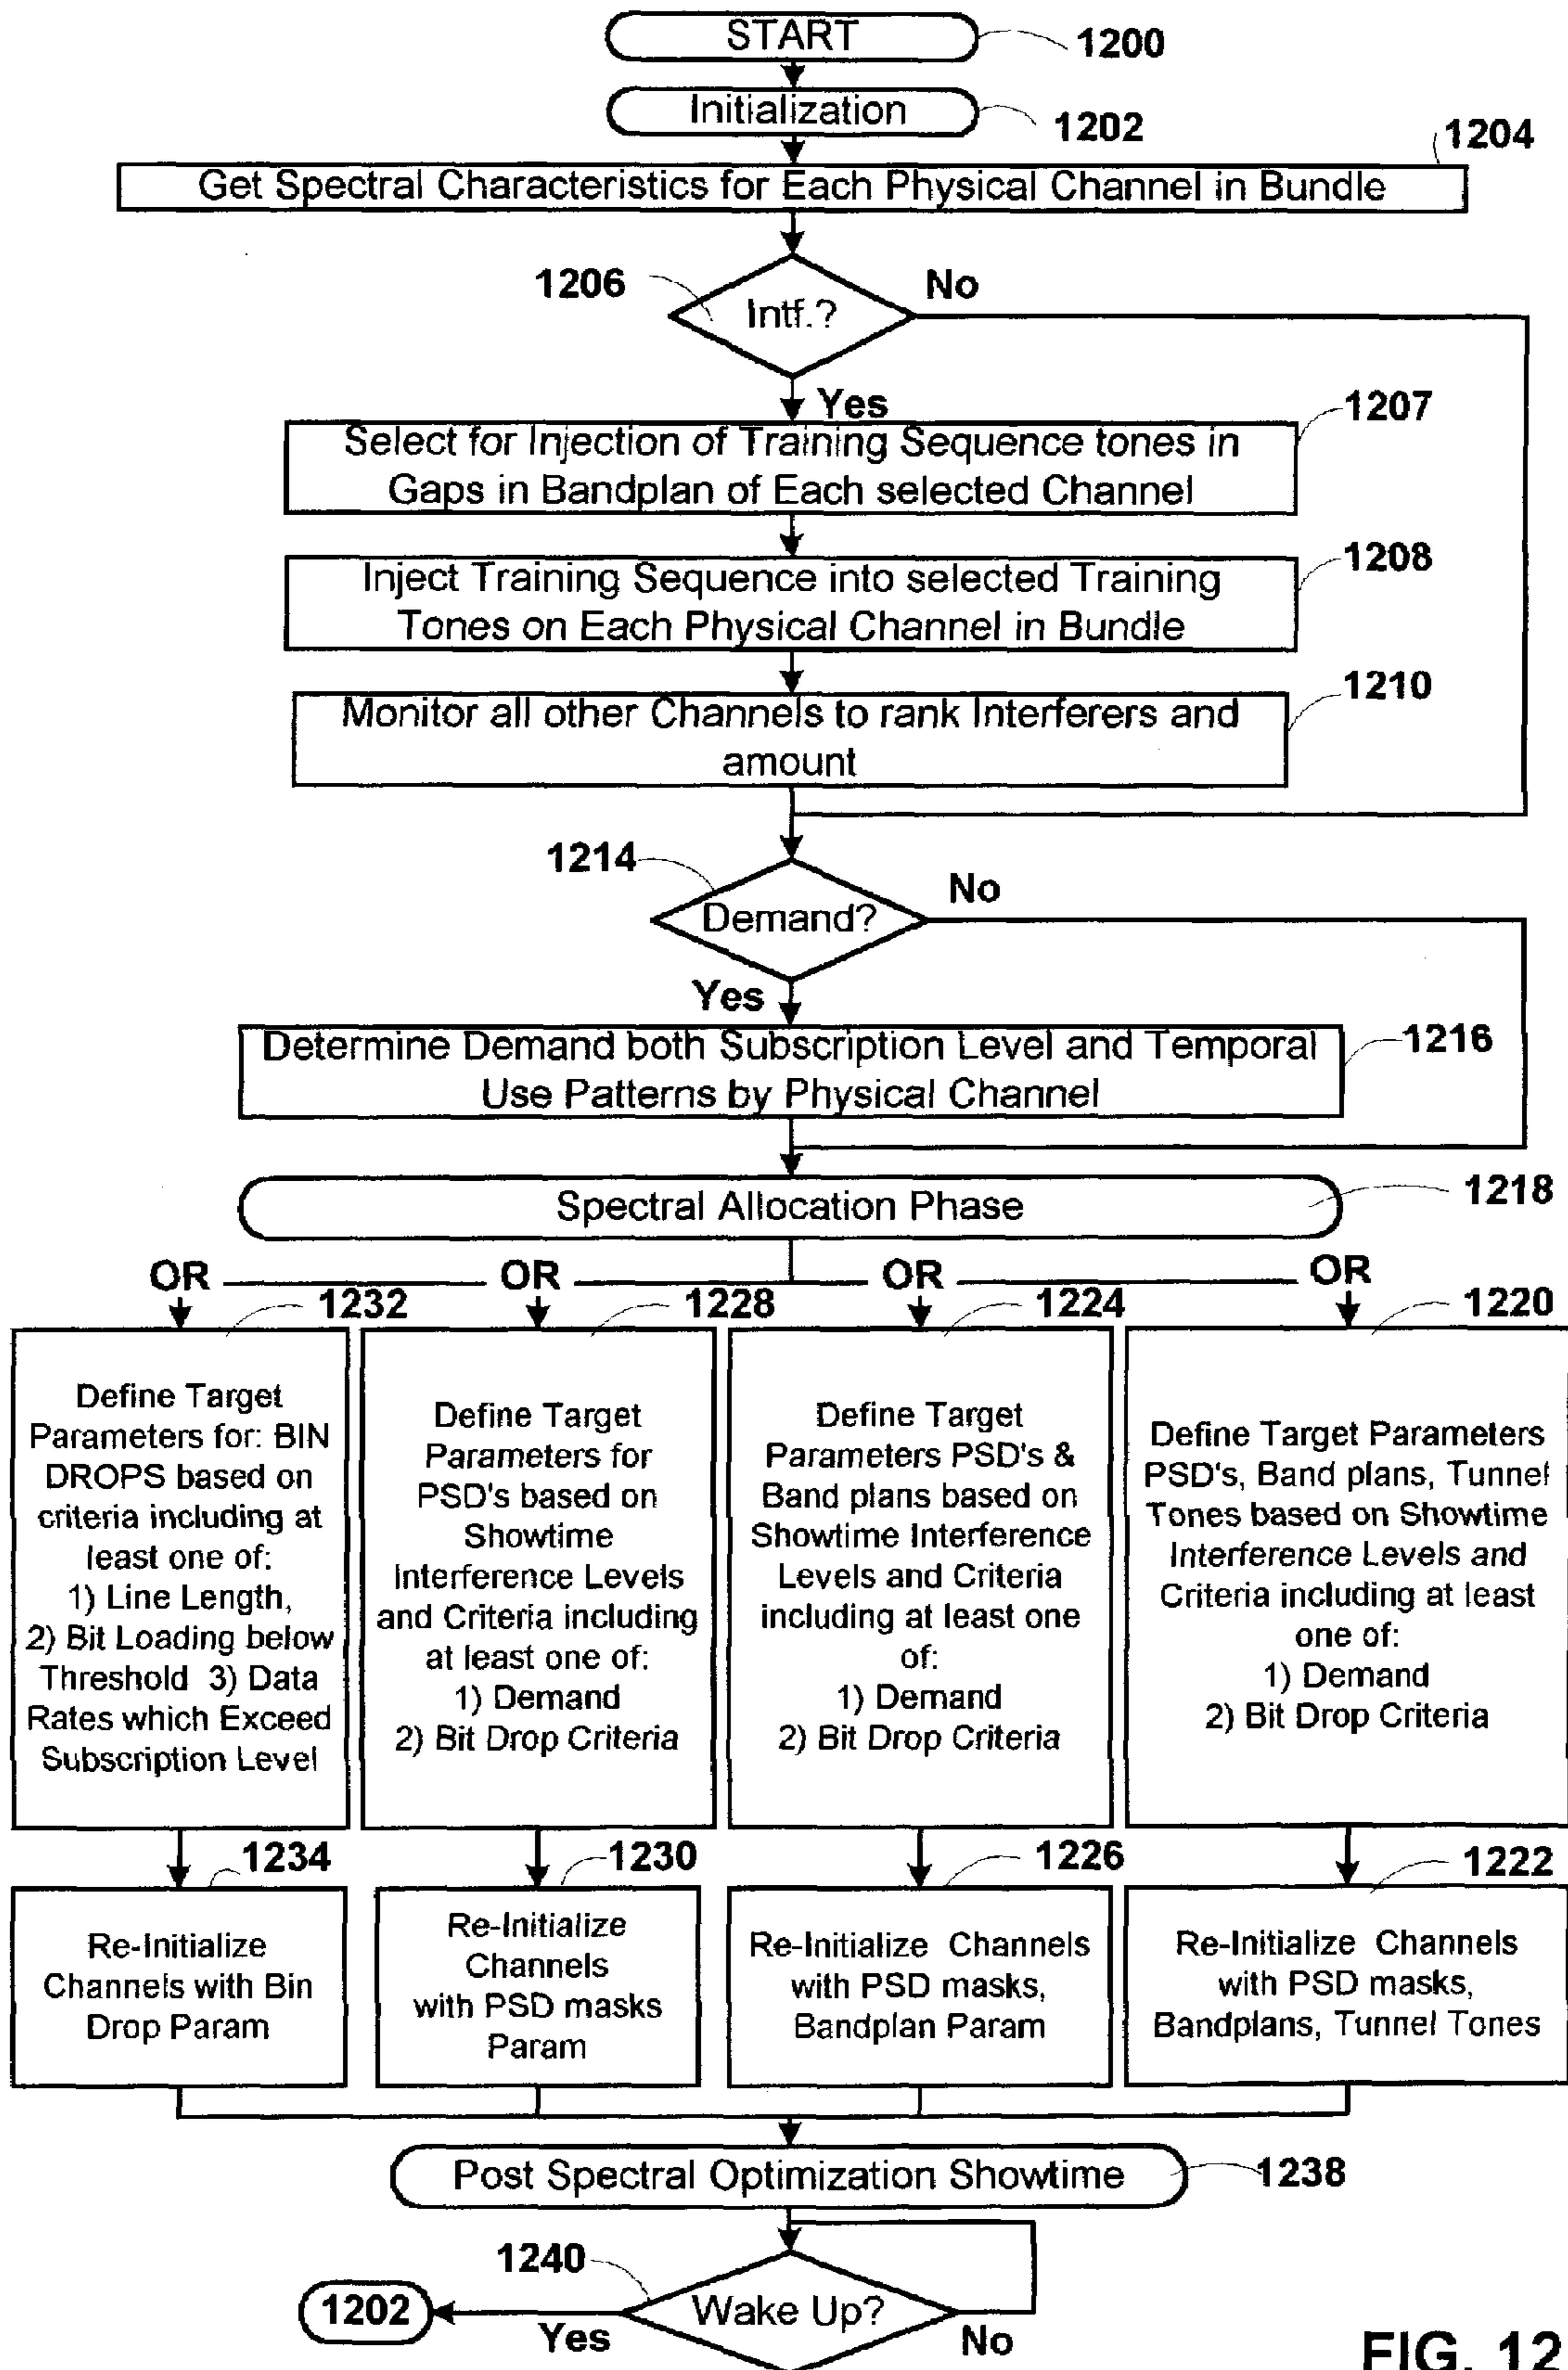 START
1200
Initialization
1202
1204
Get Spectral Characteristics for Each Physical Channel in Bundle
1206
No
Intf.?
Yes
1207
Select for Injection of Training Sequence tones in
Gaps in Bandplan of Each selected Channel
1208
Inject Training Sequence into selected Training
Tones on Each Physical Channel in Bundle
1210
Monitor all other Channels to rank Interferers and
amount
1214
No
Demand?
Yes
Determine Demand both Subscription Level and Temporal
Use Patterns by Physical Channel
1216
Spectral Allocation Phase
1218
OR
OR
OR
OR
1232
1228
1224
1220
Define Target
Parameters for: BIN
DROPS based on
criteria including at
least one of:
1) Line Length,
2) Bit Loading below
Threshold 3) Data
Rates which Exceed
Subscription Level
Define Target
Parameters for
PSD's based on
Showtime
Interference Levels
and Criteria including
at least one of:
1) Demand
2) Bit Drop Criteria
Define Target
Parameters PSD's &
Band plans based on
Showtime Interference
Levels and Criteria
including at least one
of:
1) Demand
2) Bit Drop Criteria
Define Target Parameters
PSD's, Band plans, Tunnel
Tones based on Showtime
Interference Levels and
Criteria including at least
one of:
1) Demand
2) Bit Drop Criteria
1234
1230
1226
1222
Re-Initialize
Channels with Bin
Drop Param
Re-Initialize
Channels
with PSD masks
Param
Re-Initialize Channels
with PSD masks,
Bandplan Param
Re-Initialize Channels
with PSD masks,
Bandplans, Tunnel Tones
Post Spectral Optimization Showtime
1238
1240
1202
Wake Up?
Yes
No
FIG. 12